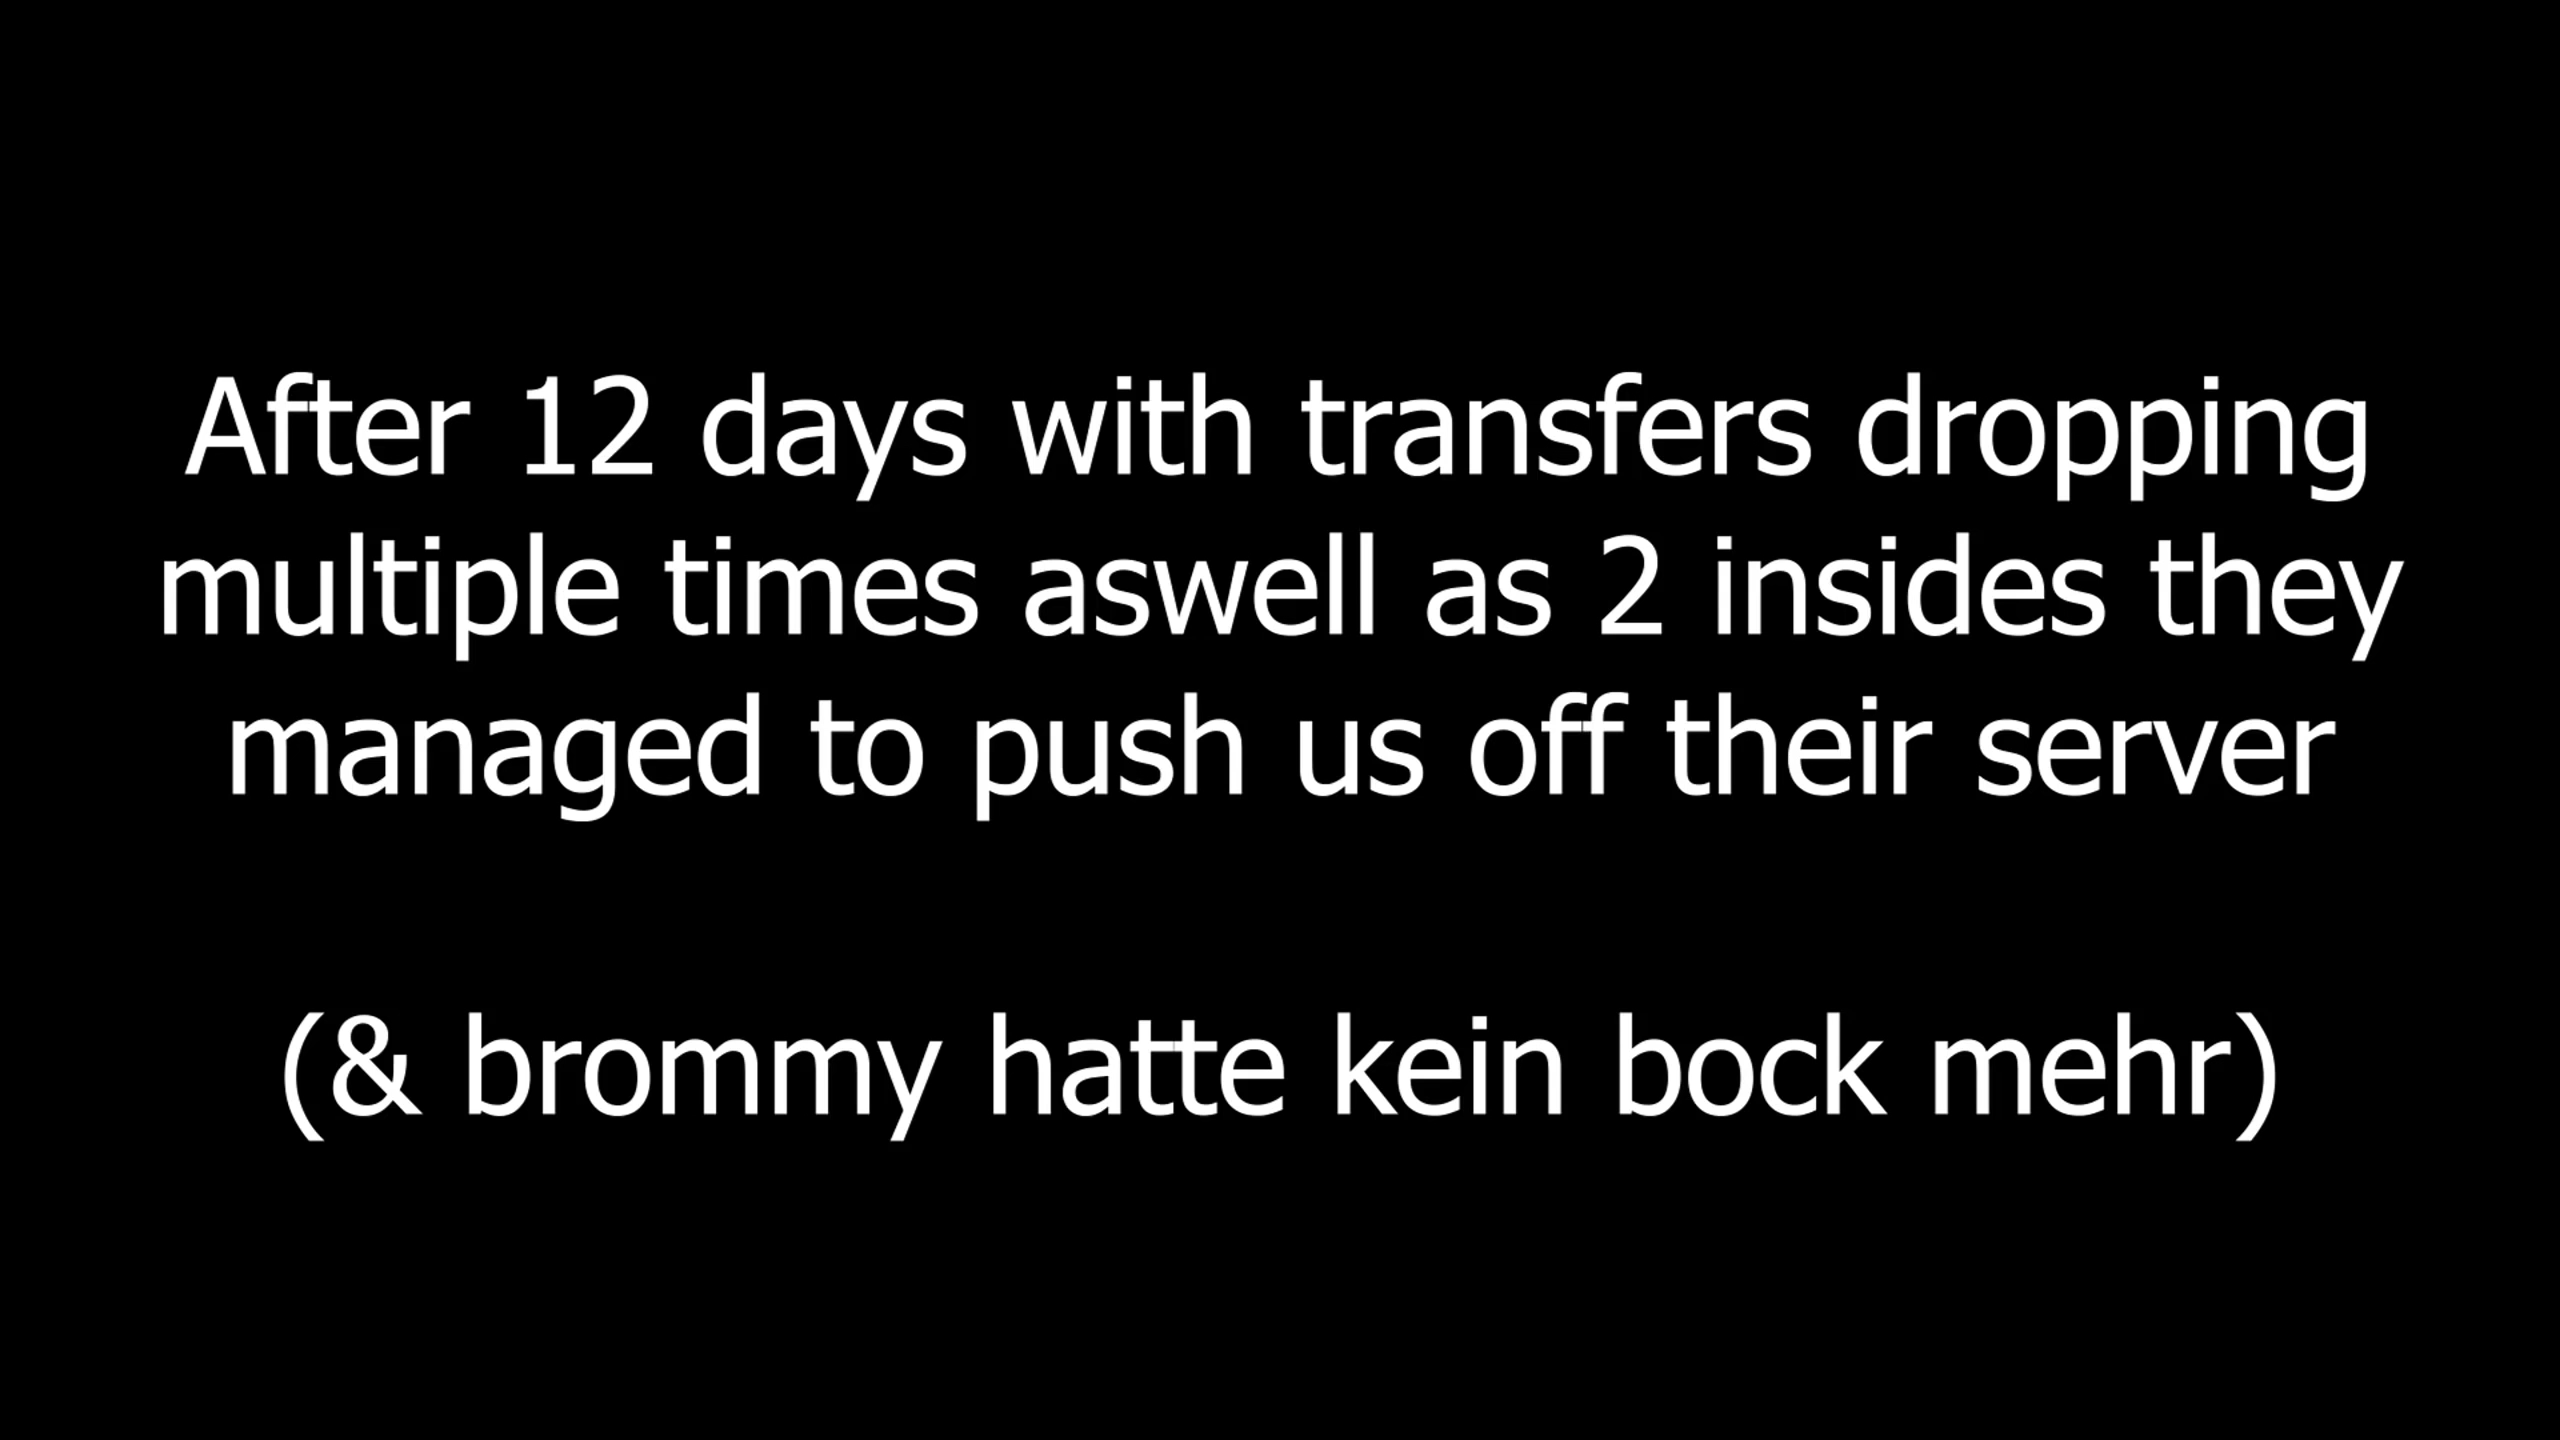 After 12 days with transfers dropping
multiple times aswell as 2 insides they
managed to push us off their server
(& brommy hatte kein bock mehr)